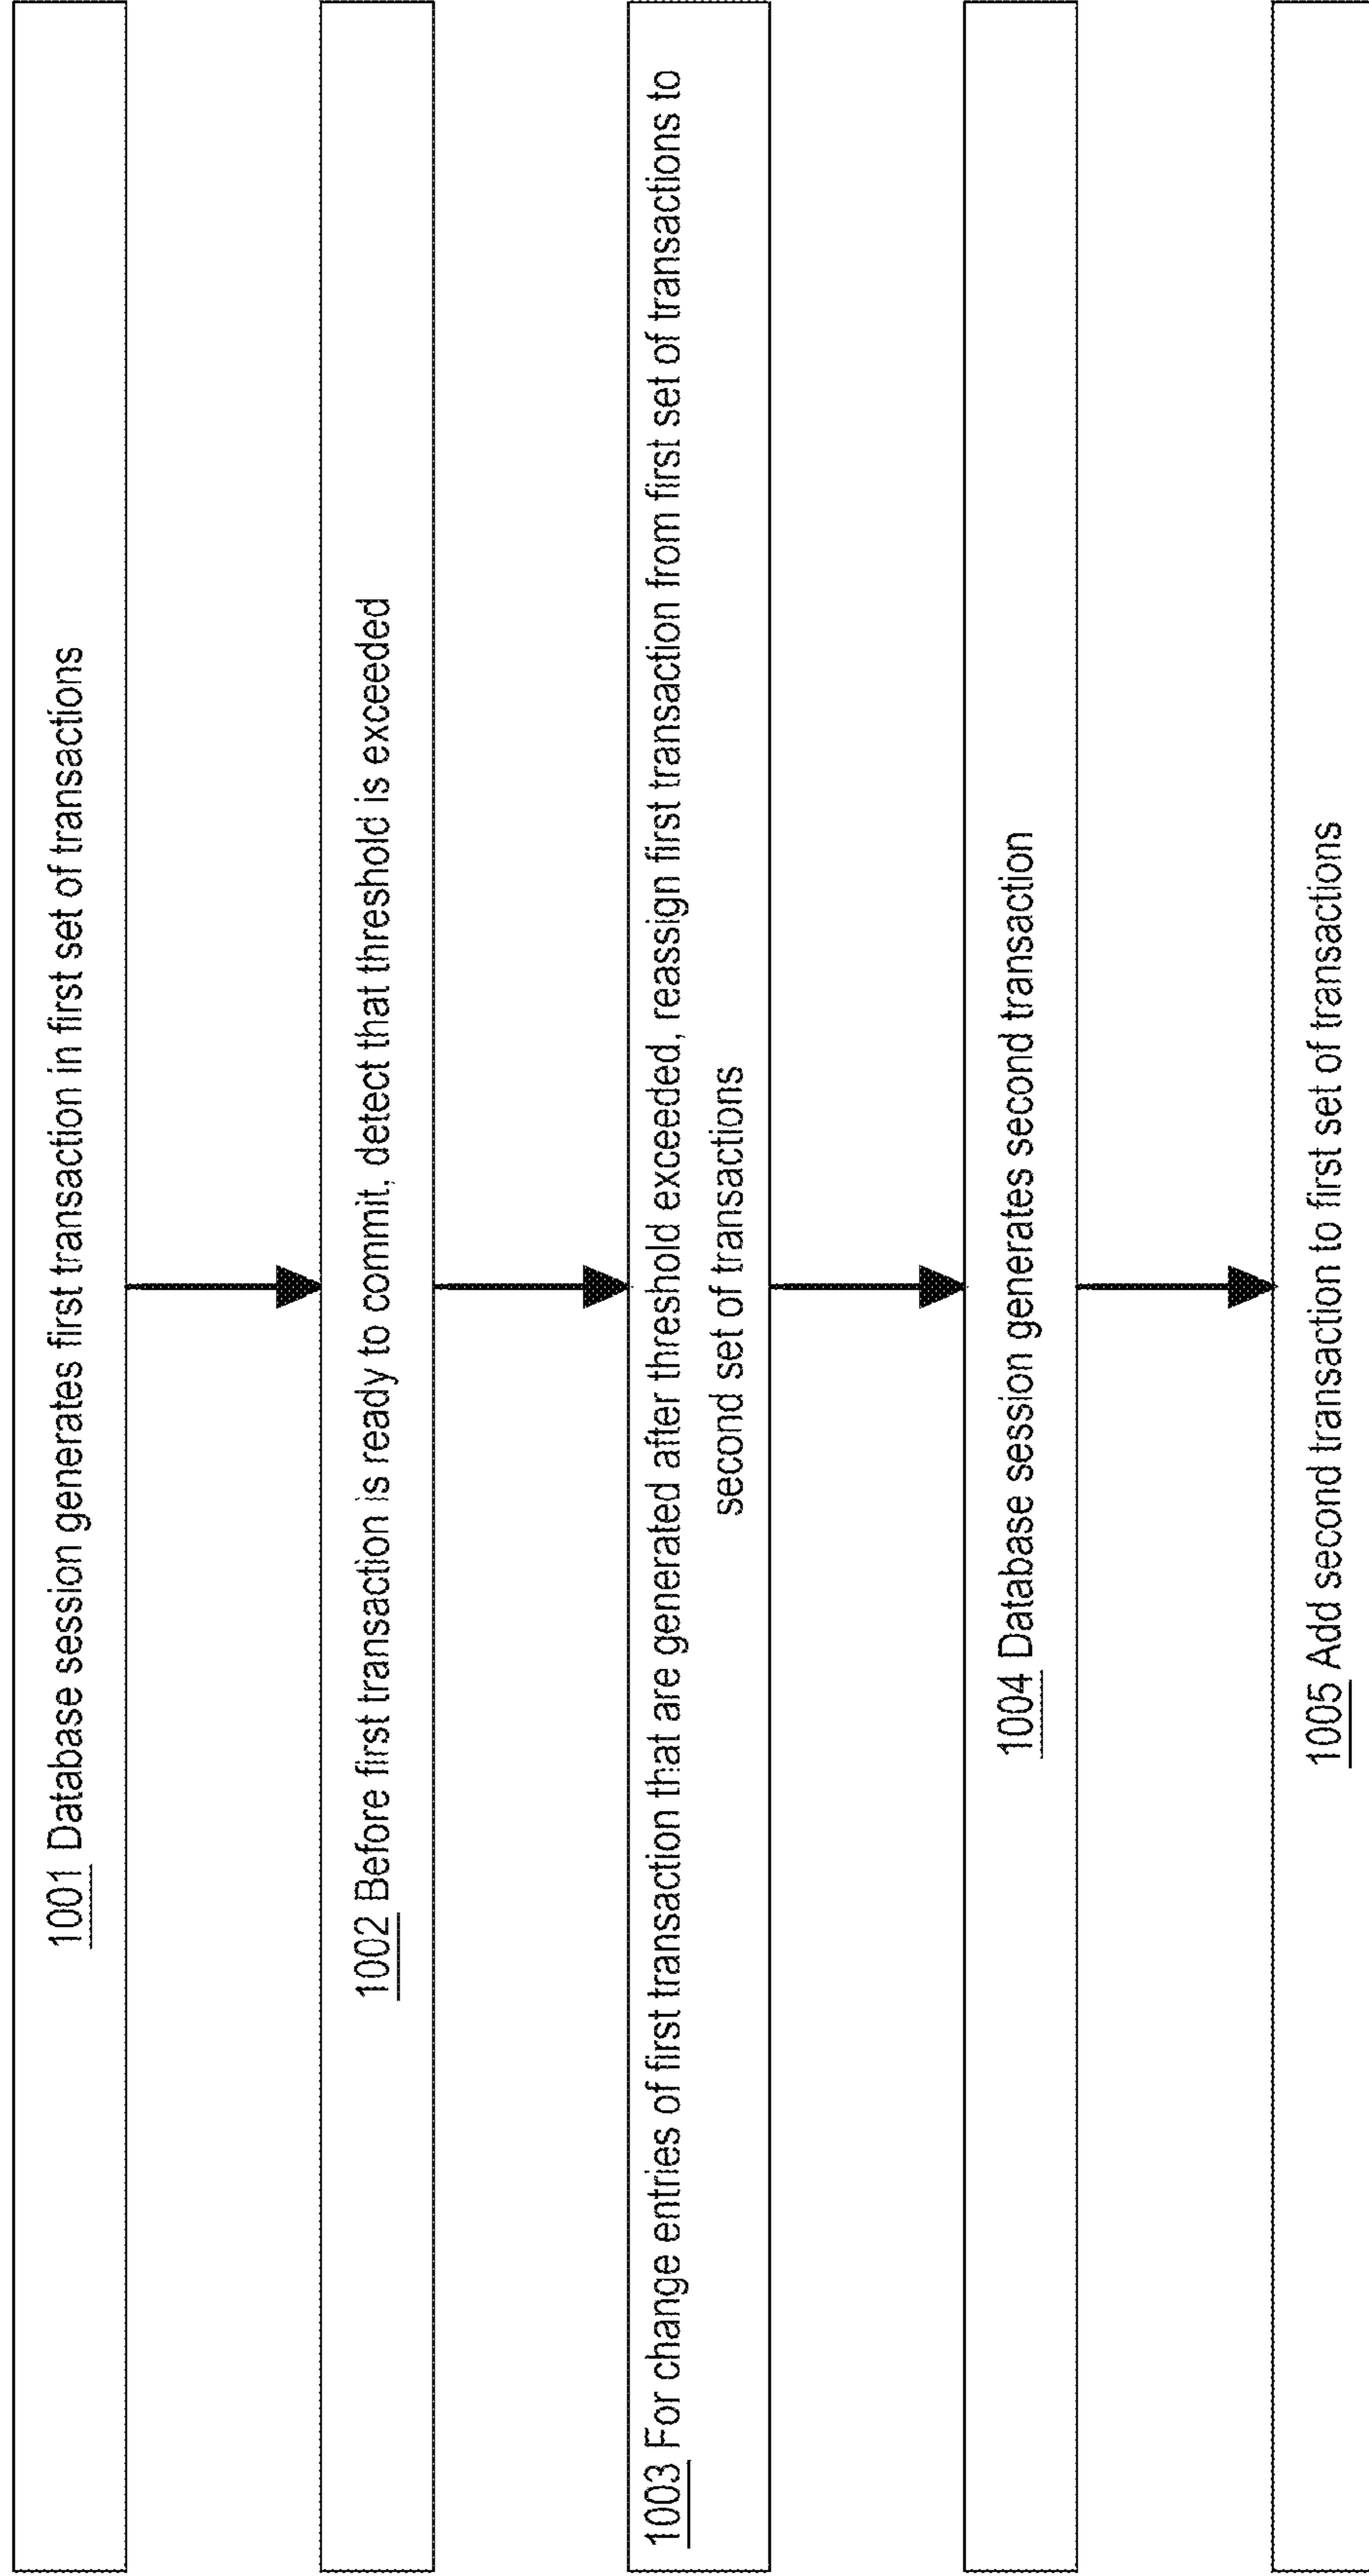 1001 Database session generates first transaction in first set of transactions
1002 Before first transaction is ready to commit, detect that threshold is exceeded
1003 For change entries of first transaction that are generated after threshold exceeded, reassign first transaction from first set of transactions to
second set of transactions
1004 Database session generates second transaction
1005 Add second transaction to first set of transactions